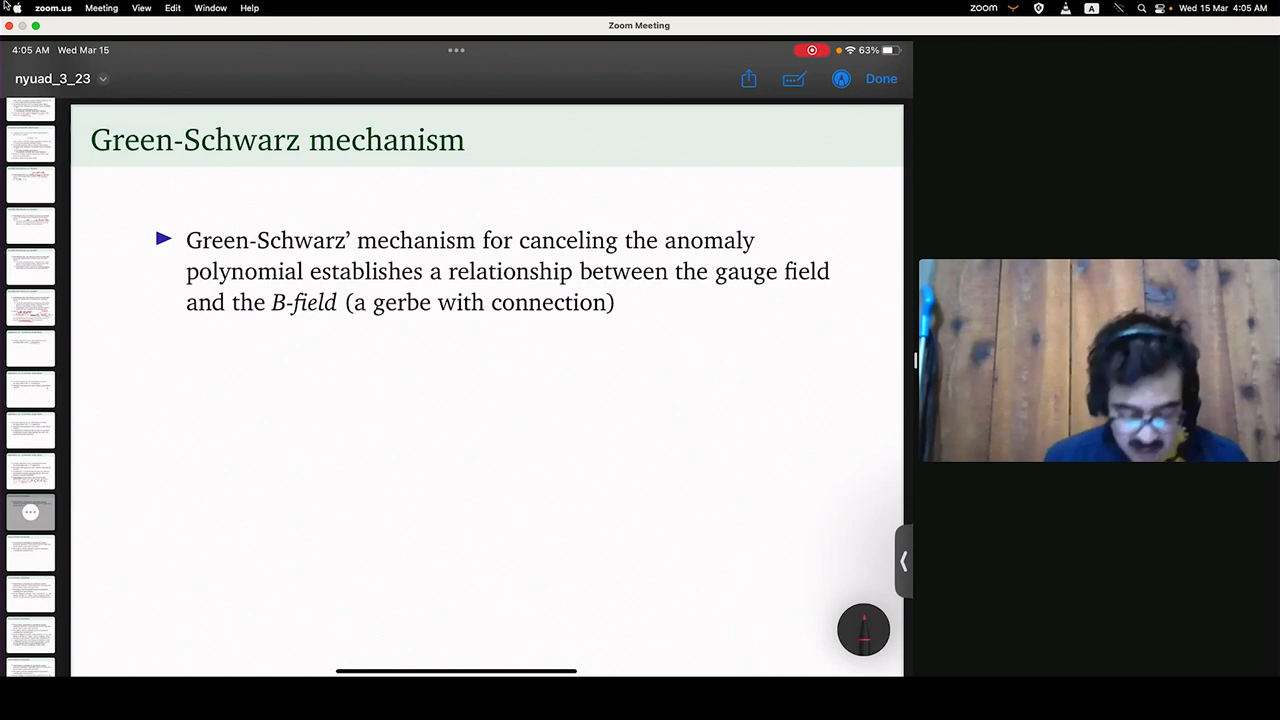 zoom.us Meeting View Edit Window Help zoom A Wed 15 Mar 4:05 AM
Zoom Meeting
4:05 AM Wed Mar 15 63%
nyuad_3_23 Done
Green-Schwarz mechanism
Green-Schwarz’ mechanism for canceling the anomaly
polynomial establishes a relationship between the gauge field
and the B-field (a gerbe with connection)